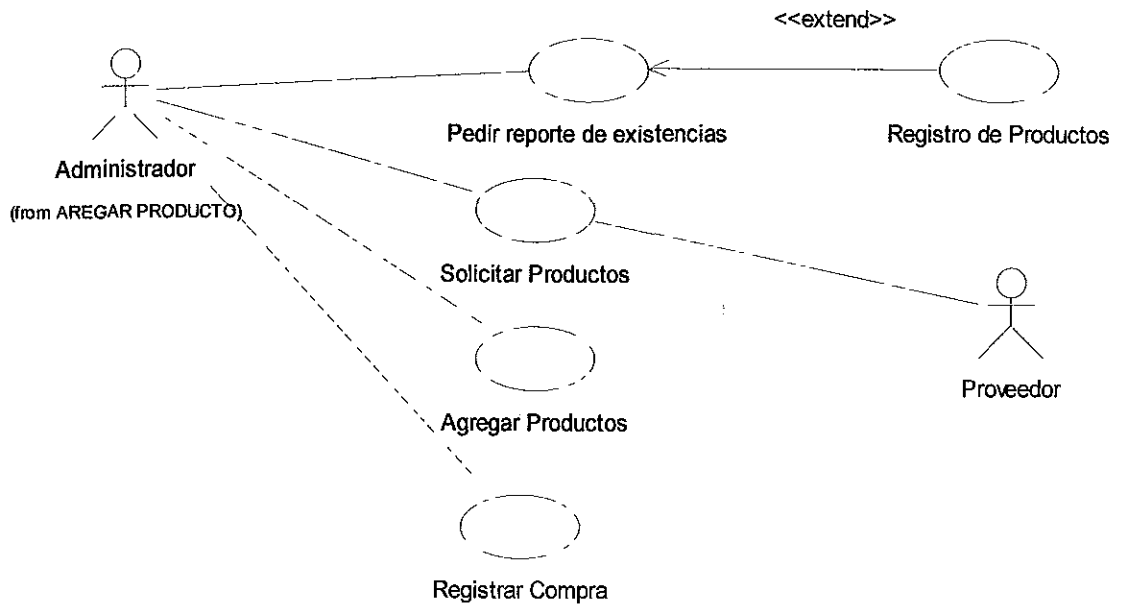 <<extend>>
Pedir reporte de existencias
Registro de Productos
Administrador
(from AREGAR PRODUCTO)
Solicitar Productos
Proveedor
Agregar Productos
Registrar Compra